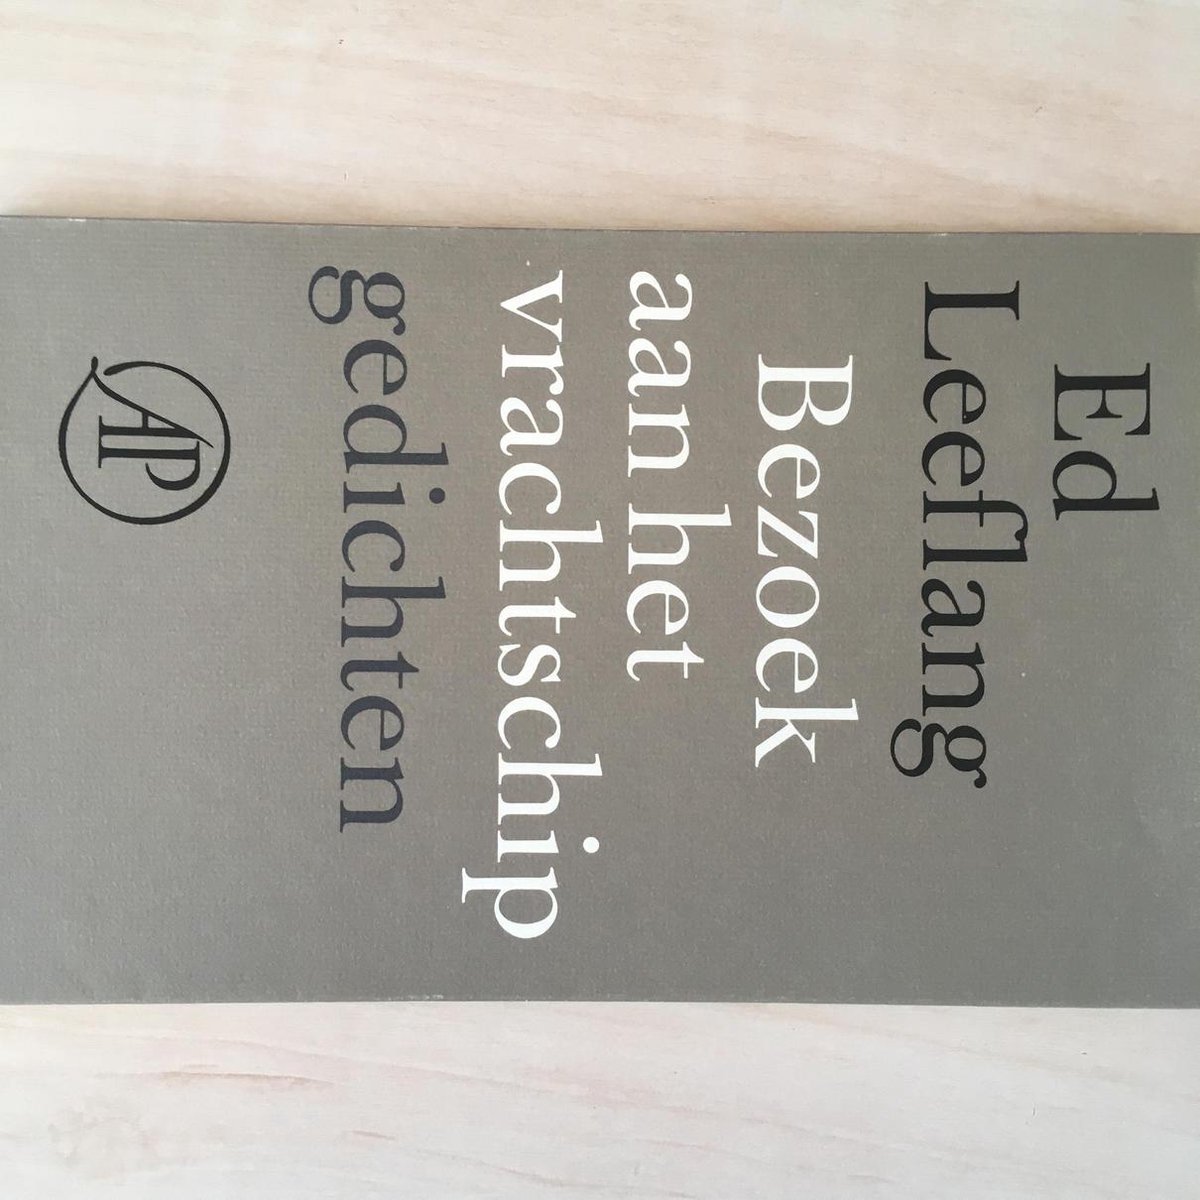 Ed
Leeflang
Bezoek
aan het
vrachtschip
gedichten
AP